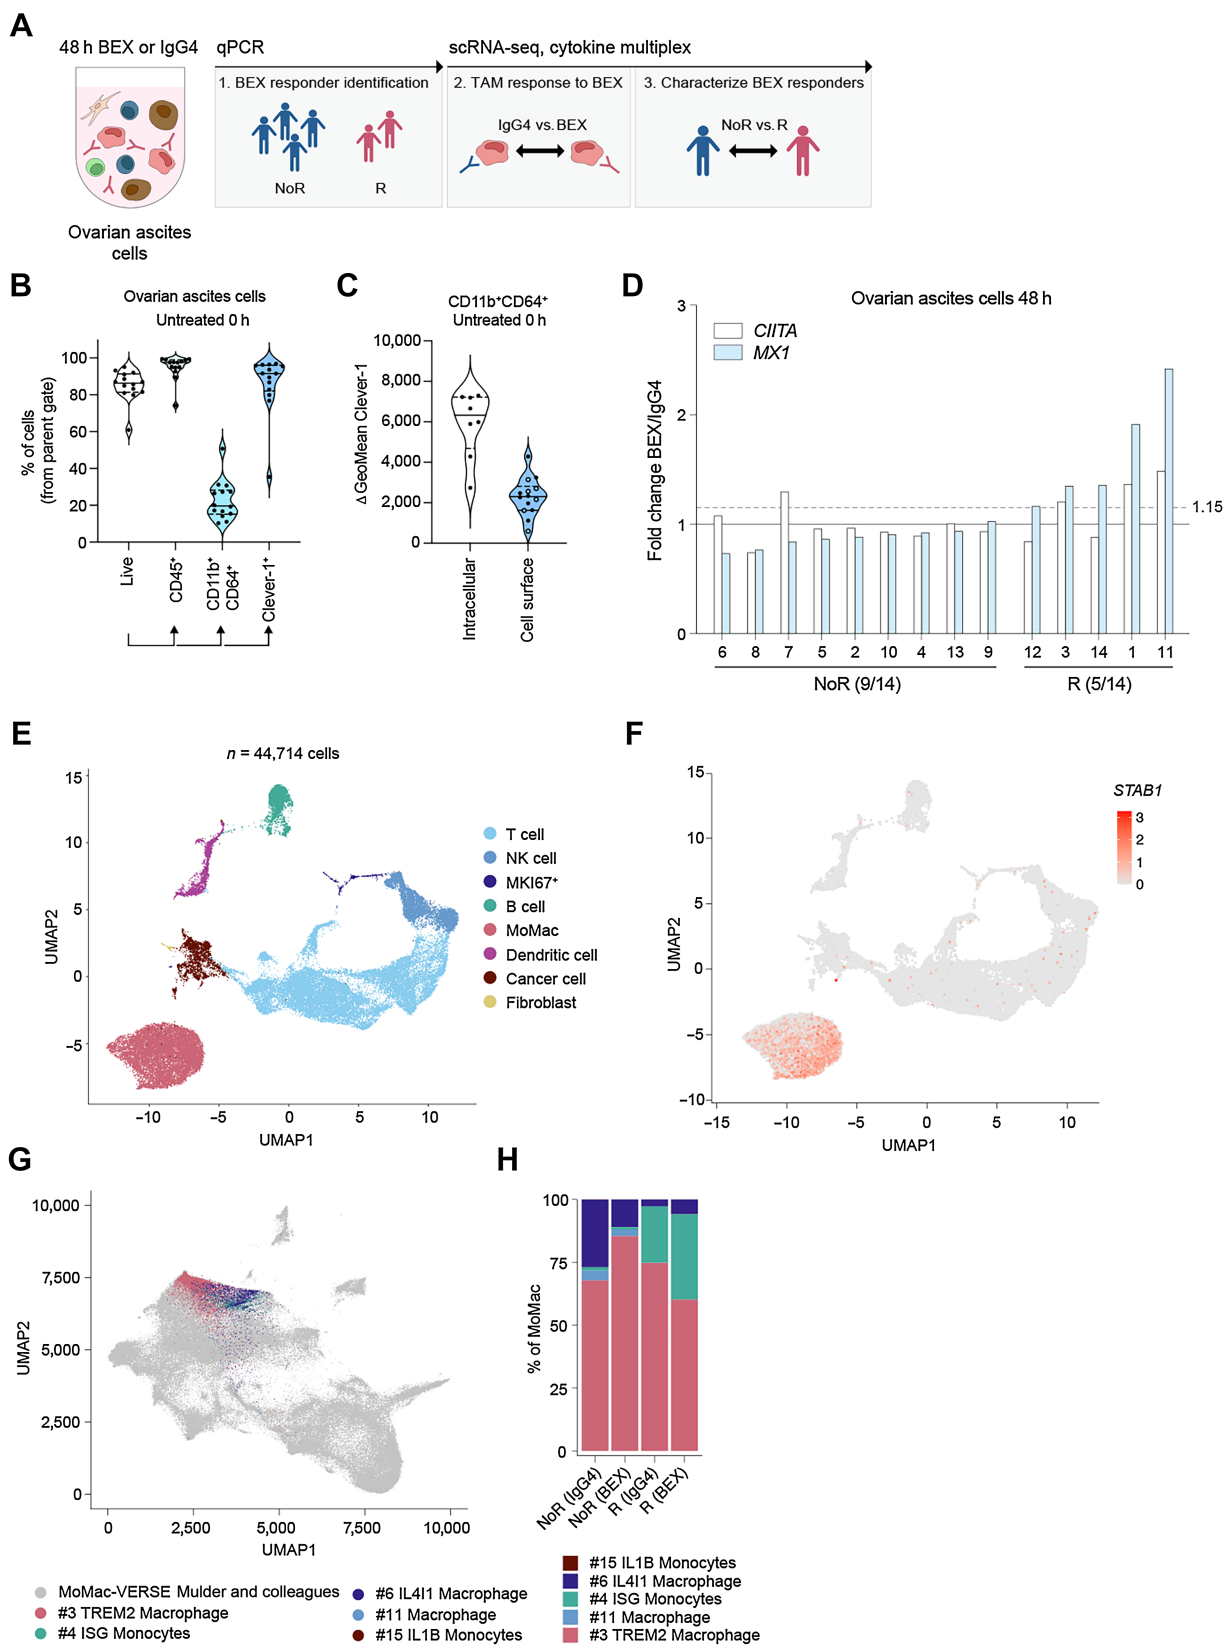 A
48 h BEX or IgG4
qPCR
scRNA-seq, cytokine multiplex
1. BEX responder identification
2. TAM response to BEX
3. Characterize BEX responders
IgG4 vs. BEX
NoR vs. R
NoR
R
Ovarian ascites
cells
B
Ovarian ascites cells
Untreated 0 h
% of cells
(from parent gate)
100
80
60
40
20
0
Live
CD45⁺
CD11b⁺
CD64⁺
Clever-1⁺
C
CD11b⁺CD64⁺
Untreated 0 h
Δ GeoMean Clever-1
10,000
8,000
6,000
4,000
2,000
0
Intracellular
Cell surface
D
Ovarian ascites cells 48 h
Fold change BEX/IgG4
3
2
1
0
CIITA
MX1
1.15
6 8 7 5 2 10 4 13 9 12 3 14 1 11
NoR (9/14)
R (5/14)
E
n = 44,714 cells
UMAP2
15
10
5
0
−5
−10 −5 0 5 10
UMAP1
T cell
NK cell
MKI67⁺
B cell
MoMac
Dendritic cell
Cancer cell
Fibroblast
F
UMAP2
15
10
5
0
−5
−10
−15 −10 −5 0 5 10
UMAP1
STAB1
3
2
1
0
G
UMAP2
10,000
7,500
5,000
2,500
0
0 2,500 5,000 7,500 10,000
UMAP1
MoMac-VERSE Mulder and colleagues
#3 TREM2 Macrophage
#4 ISG Monocytes
#6 IL4I1 Macrophage
#11 Macrophage
#15 IL1B Monocytes
H
% of MoMac
100
75
50
25
0
NoR (IgG4)
NoR (BEX)
R (IgG4)
R (BEX)
#15 IL1B Monocytes
#6 IL4I1 Macrophage
#4 ISG Monocytes
#11 Macrophage
#3 TREM2 Macrophage